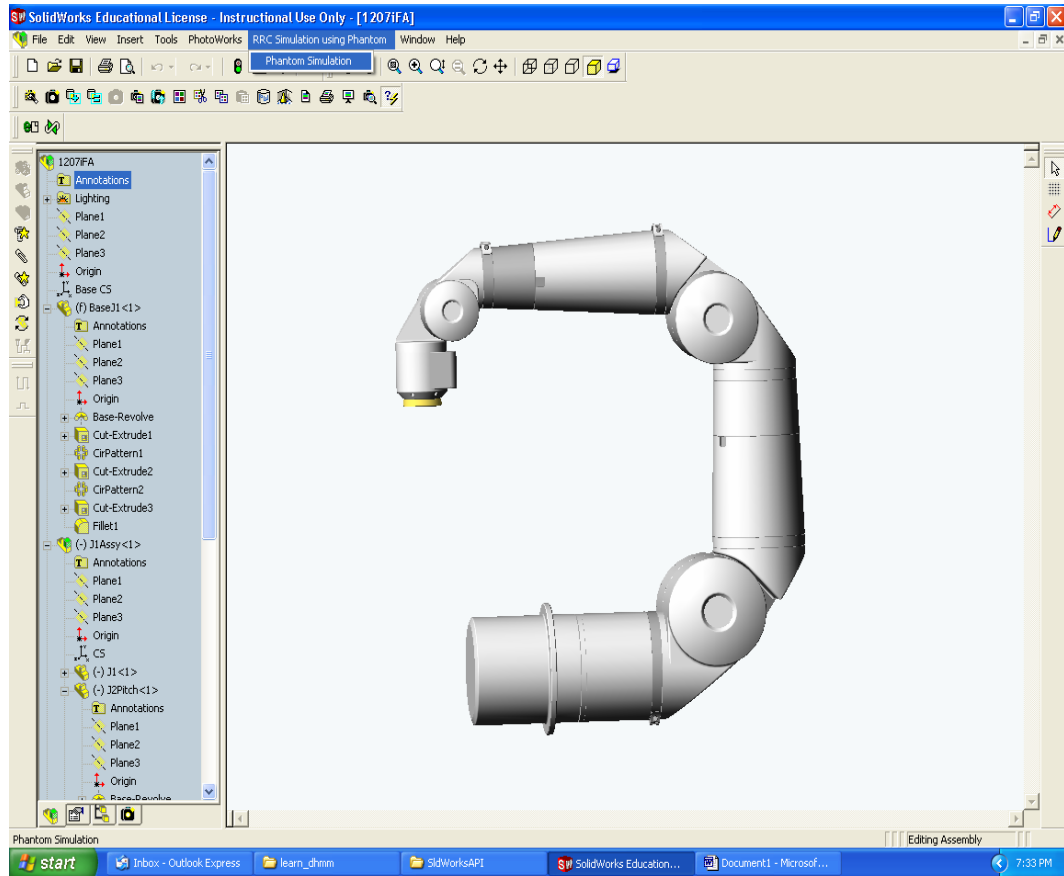 SolidWorks Educational License - Instructional Use Only - [1207iFA]
File Edit View Insert Tools PhotoWorks RRC Simulation using Phantom Window Help
Phantom Simulation
1207iFA
Annotations
Lighting
Plane1
Plane2
Plane3
Origin
Base CS
(f) BaseJ1<1>
Annotations
Plane1
Plane2
Plane3
Origin
Base-Revolve
Cut-Extrude1
CirPattern1
Cut-Extrude2
CirPattern2
Cut-Extrude3
Fillet1
(-) J1Assy<1>
Annotations
Plane1
Plane2
Plane3
Origin
CS
(-) J1<1>
(-) J2Pitch<1>
Annotations
Plane1
Plane2
Plane3
Origin
Base-Revolve
Phantom Simulation Editing Assembly
start Inbox - Outlook Express learn_dhmm SldWorksAPI SolidWorks Education... Document1 - Microsof... 7:33 PM